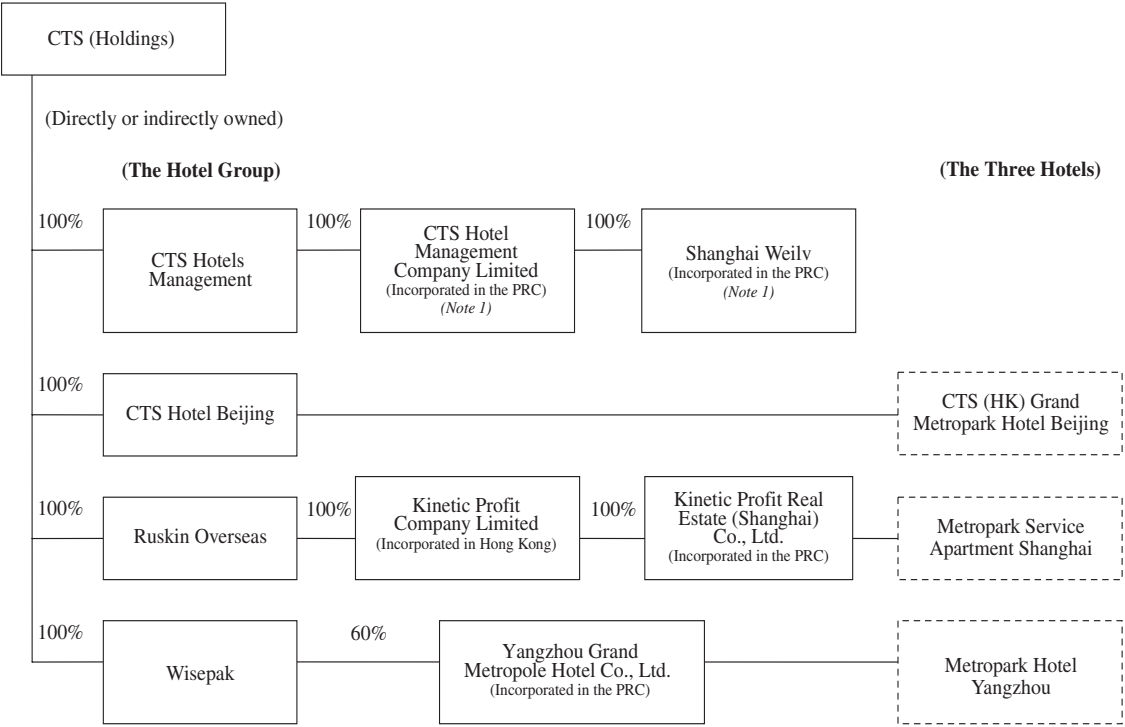 CTS (Holdings)
(Directly or indirectly owned)
(The Hotel Group)
(The Three Hotels)
100%
CTS Hotels
Management
100%
CTS Hotel
Management
Company Limited
(Incorporated in the PRC)
(Note 1)
100%
Shanghai Weilv
(Incorporated in the PRC)
(Note 1)
100%
CTS Hotel Beijing
CTS (HK) Grand
Metropark Hotel Beijing
100%
Ruskin Overseas
100%
Kinetic Profit
Company Limited
(Incorporated in Hong Kong)
100%
Kinetic Profit Real
Estate (Shanghai)
Co., Ltd.
(Incorporated in the PRC)
Metropark Service
Apartment Shanghai
100%
Wisepak
60%
Yangzhou Grand
Metropole Hotel Co., Ltd.
(Incorporated in the PRC)
Metropark Hotel
Yangzhou